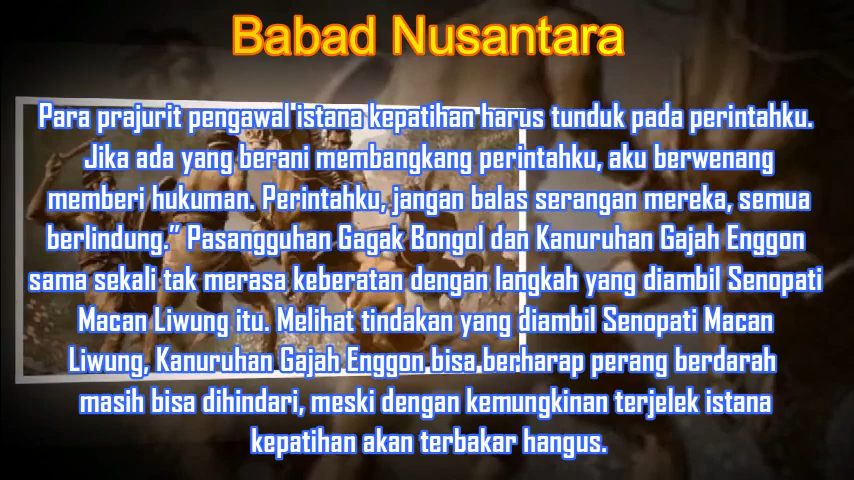 Babad Nusantara
Para prajurit pengawal istana kepatihan harus tunduk pada perintahku.
Jika ada yang berani membangkang perintahku, aku berwenang
memberi hukuman. Perintahku, jangan balas serangan mereka, semua
berlindung.” Pasangguhan Gagak Bongol dan Kanuruhan Gajah Enggon
sama sekali tak merasa keberatan dengan langkah yang diambil Senopati
Macan Liwung itu. Melihat tindakan yang diambil Senopati Macan
Liwung, Kanuruhan Gajah Enggon bisa berharap perang berdarah
masih bisa dihindari, meski dengan kemungkinan terjelek istana
kepatihan akan terbakar hangus.